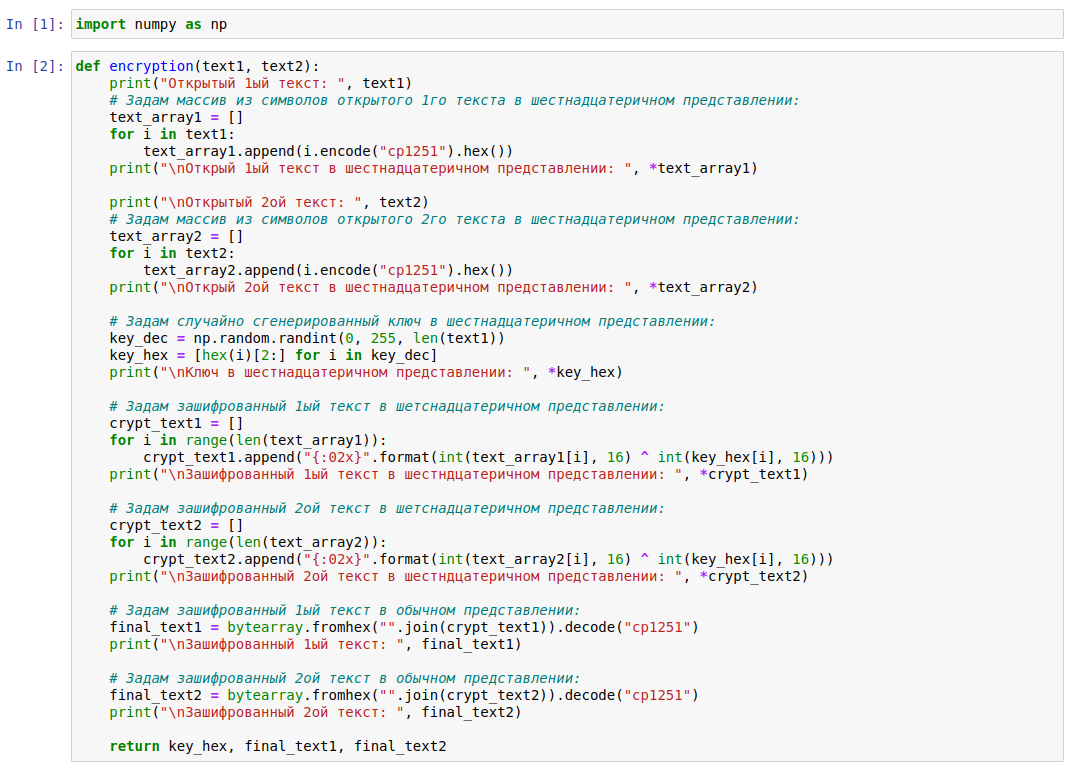 In [1]: import numpy as np
In [2]: def encryption(text1, text2):
    print("Открытый 1ый текст: ", text1)
    # Задам массив из символов открытого 1го текста в шестнадцатеричном представлении:
    text_array1 = []
    for i in text1:
        text_array1.append(i.encode("cp1251").hex())
    print("\nОткрый 1ый текст в шестнадцатеричном представлении: ", *text_array1)

    print("\nОткрытый 2ой текст: ", text2)
    # Задам массив из символов открытого 2го текста в шестнадцатеричном представлении:
    text_array2 = []
    for i in text2:
        text_array2.append(i.encode("cp1251").hex())
    print("\nОткрый 2ой текст в шестнадцатеричном представлении: ", *text_array2)

    # Задам случайно сгенерированный ключ в шестнадцатеричном представлении:
    key_dec = np.random.randint(0, 255, len(text1))
    key_hex = [hex(i)[2:] for i in key_dec]
    print("\nКлюч в шестнадцатеричном представлении: ", *key_hex)

    # Задам зашифрованный 1ый текст в шетснадцатеричном представлении:
    crypt_text1 = []
    for i in range(len(text_array1)):
        crypt_text1.append("{:02x}".format(int(text_array1[i], 16) ^ int(key_hex[i], 16)))
    print("\nЗашифрованный 1ый текст в шестндцатеричном представлении: ", *crypt_text1)

    # Задам зашифрованный 2ой текст в шетснадцатеричном представлении:
    crypt_text2 = []
    for i in range(len(text_array2)):
        crypt_text2.append("{:02x}".format(int(text_array2[i], 16) ^ int(key_hex[i], 16)))
    print("\nЗашифрованный 2ой текст в шестндцатеричном представлении: ", *crypt_text2)

    # Задам зашифрованный 1ый текст в обычном представлении:
    final_text1 = bytearray.fromhex("".join(crypt_text1)).decode("cp1251")
    print("\nЗашифрованный 1ый текст: ", final_text1)

    # Задам зашифрованный 2ой текст в обычном представлении:
    final_text2 = bytearray.fromhex("".join(crypt_text2)).decode("cp1251")
    print("\nЗашифрованный 2ой текст: ", final_text2)

    return key_hex, final_text1, final_text2